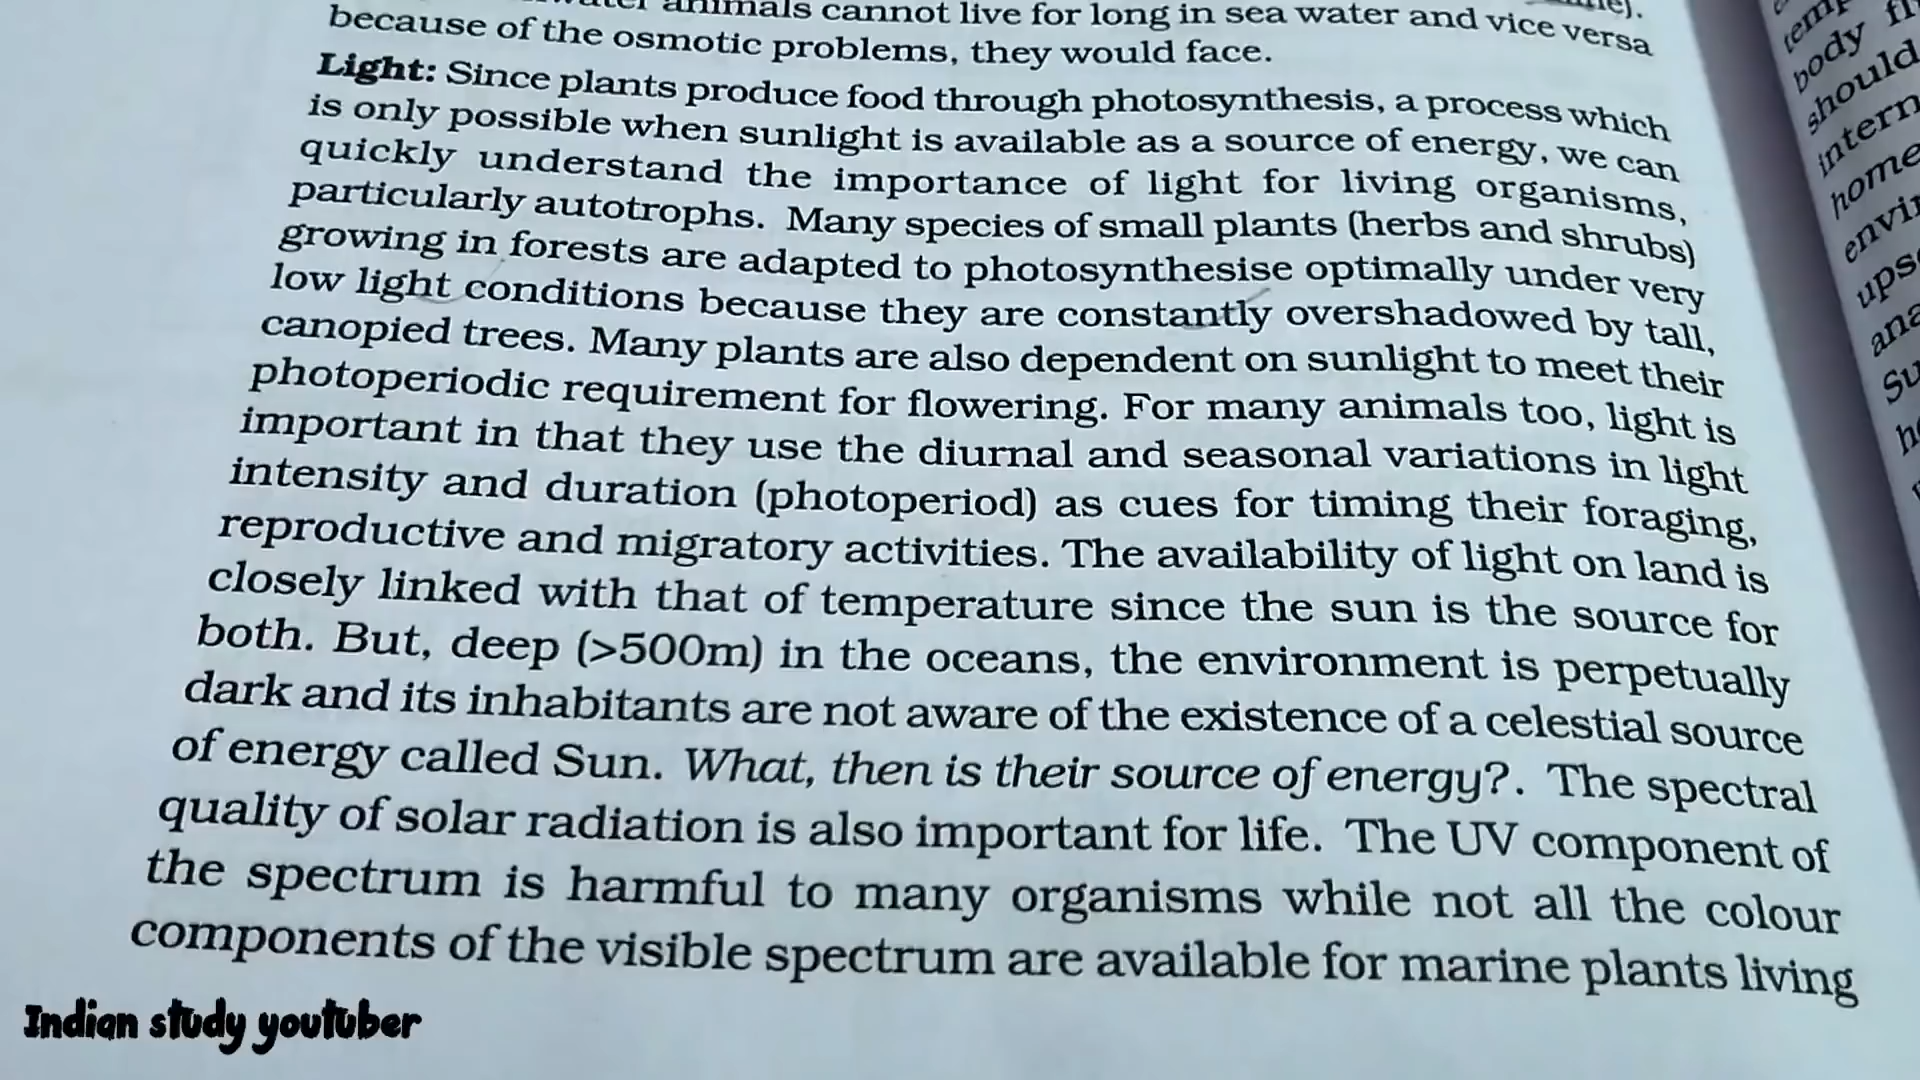 animals cannot live for long in sea water and vice versa
because of the osmotic problems, they would face.
Light: Since plants produce food through photosynthesis, a process which
is only possible when sunlight is available as a source of energy, we can
quickly understand the importance of light for living organisms,
particularly autotrophs. Many species of small plants (herbs and shrubs)
growing in forests are adapted to photosynthesise optimally under very
low light conditions because they are constantly overshadowed by tall,
canopied trees. Many plants are also dependent on sunlight to meet their
photoperiodic requirement for flowering. For many animals too, light is
important in that they use the diurnal and seasonal variations in light
intensity and duration (photoperiod) as cues for timing their foraging,
reproductive and migratory activities. The availability of light on land is
closely linked with that of temperature since the sun is the source for
both. But, deep (>500m) in the oceans, the environment is perpetually
dark and its inhabitants are not aware of the existence of a celestial source
of energy called Sun. What, then is their source of energy?. The spectral
quality of solar radiation is also important for life. The UV component of
the spectrum is harmful to many organisms while not all the colour
components of the visible spectrum are available for marine plants living
body
should
Indian study youtuber